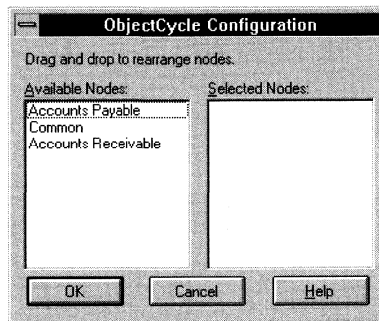 ObjectCycle Configuration
Drag and drop to rearrange nodes.
Available Nodes: Selected Nodes:
Accounts Payable
Common
Accounts Receivable
OK Cancel Help